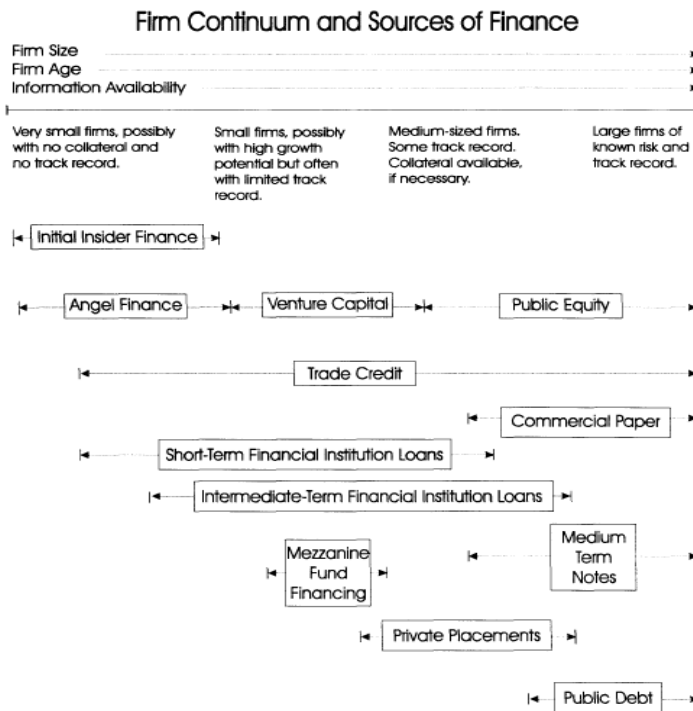 Firm Continuum and Sources of Finance
Firm Size
Firm Age
Information Availability
Very small firms, possibly
with no collateral and
no track record.
Small firms, possibly
with high growth
potential but often
with limited track
record.
Medium-sized firms.
Some track record.
Collateral available,
if necessary.
Large firms of
known risk and
track record.
Initial Insider Finance
Angel Finance
Venture Capital
Public Equity
Trade Credit
Commercial Paper
Short-Term Financial Institution Loans
Intermediate-Term Financial Institution Loans
Mezzanine
Fund
Financing
Medium
Term
Notes
Private Placements
Public Debt